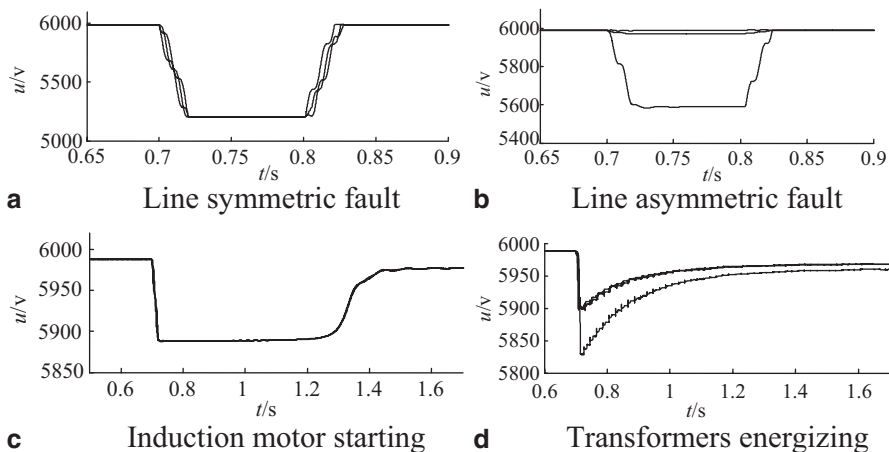 6000
5500
5000
u/v
0.65 0.7 0.75 0.8 0.85 0.9
t/s
a Line symmetric fault
6000
5800
5600
5400
u/v
0.65 0.7 0.75 0.8 0.85 0.9
t/s
b Line asymmetric fault
6000
5950
5900
5850
u/v
0.6 0.8 1 1.2 1.4 1.6
t/s
c Induction motor starting
6000
5950
5900
5850
5800
u/v
0.6 0.8 1 1.2 1.4 1.6
t/s
d Transformers energizing